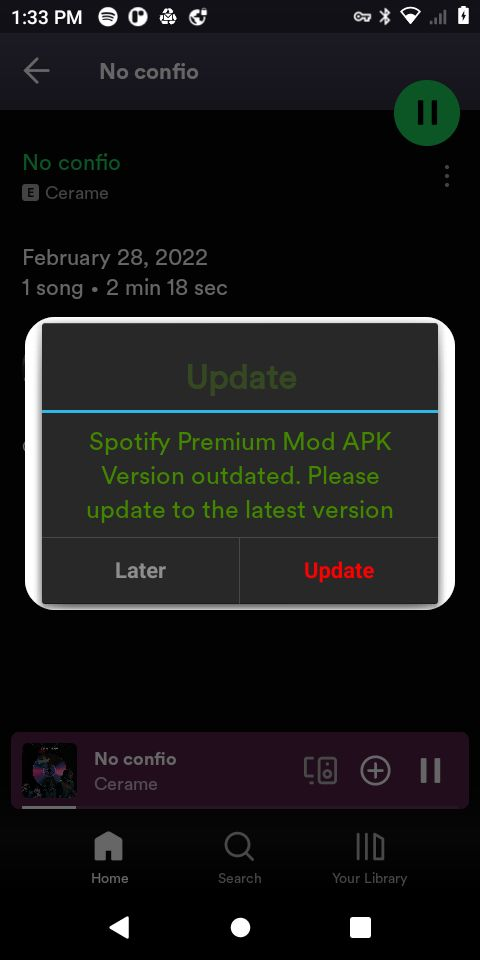 1:33 PM
No confio
No confio
E Cerame
February 28, 2022
1 song • 2 min 18 sec
Update
Spotify Premium Mod APK
Version outdated. Please
update to the latest version
Later
Update
No confio
Cerame
Home
Search
Your Library